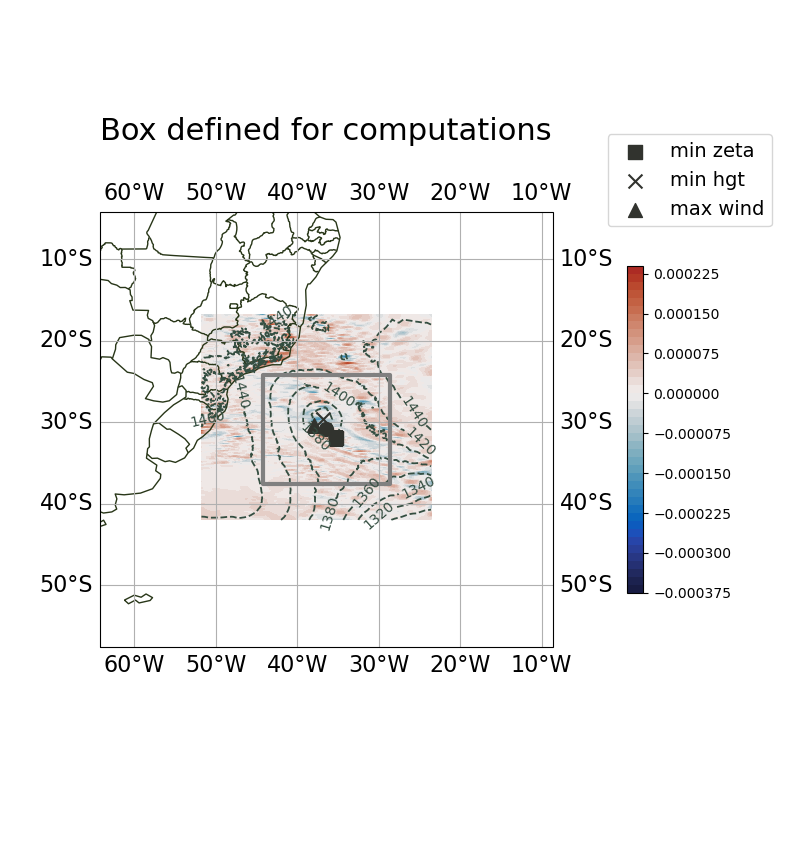 Box defined for computations
min zeta
min hgt
max wind
60°W 50°W 40°W 30°W 20°W 10°W
10°S 10°S
20°S 20°S
30°S 30°S
40°S 40°S
50°S 50°S
60°W 50°W 40°W 30°W 20°W 10°W
1400
1440
1420
1340
1360
1380
1320
0.000225
0.000150
0.000075
0.000000
−0.000075
−0.000150
−0.000225
−0.000300
−0.000375